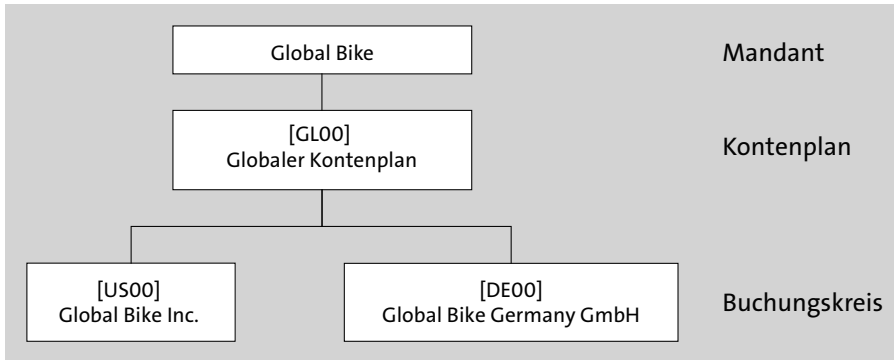 Global Bike
Mandant
[GL00]
Globaler Kontenplan
Kontenplan
[US00]
Global Bike Inc.
[DE00]
Global Bike Germany GmbH
Buchungskreis